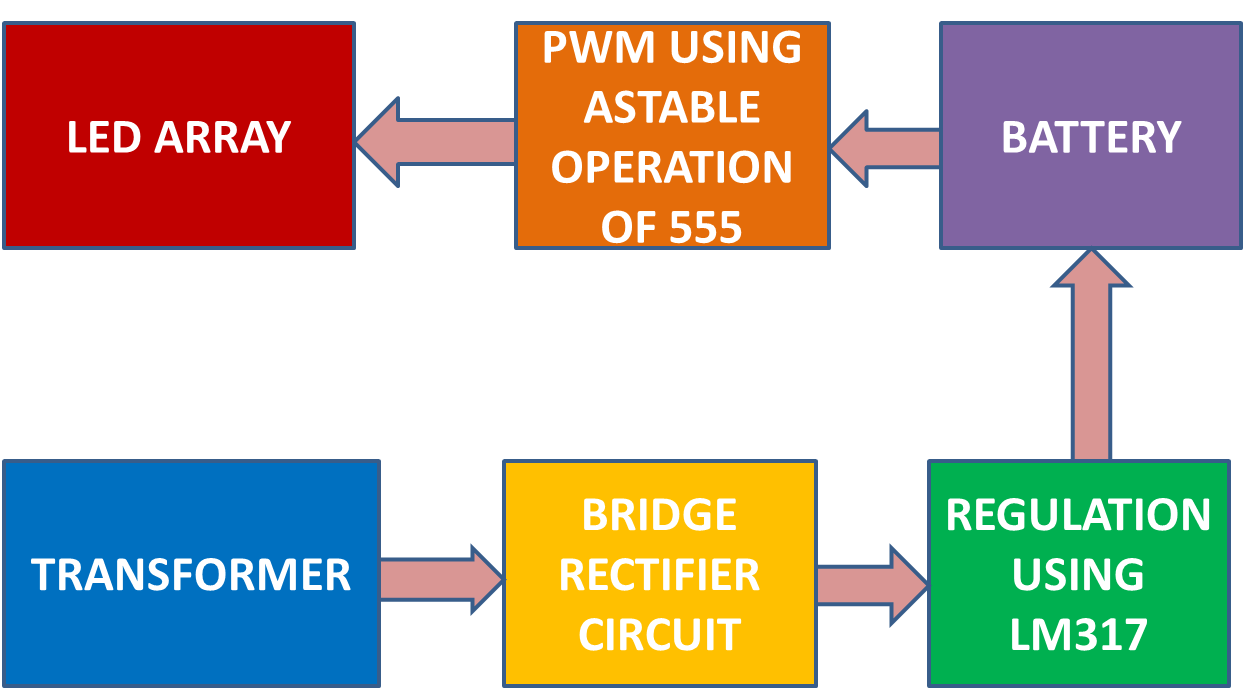 LED ARRAY
PWM USING
ASTABLE
OPERATION
OF 555
BATTERY
TRANSFORMER
BRIDGE
RECTIFIER
CIRCUIT
REGULATION
USING
LM317